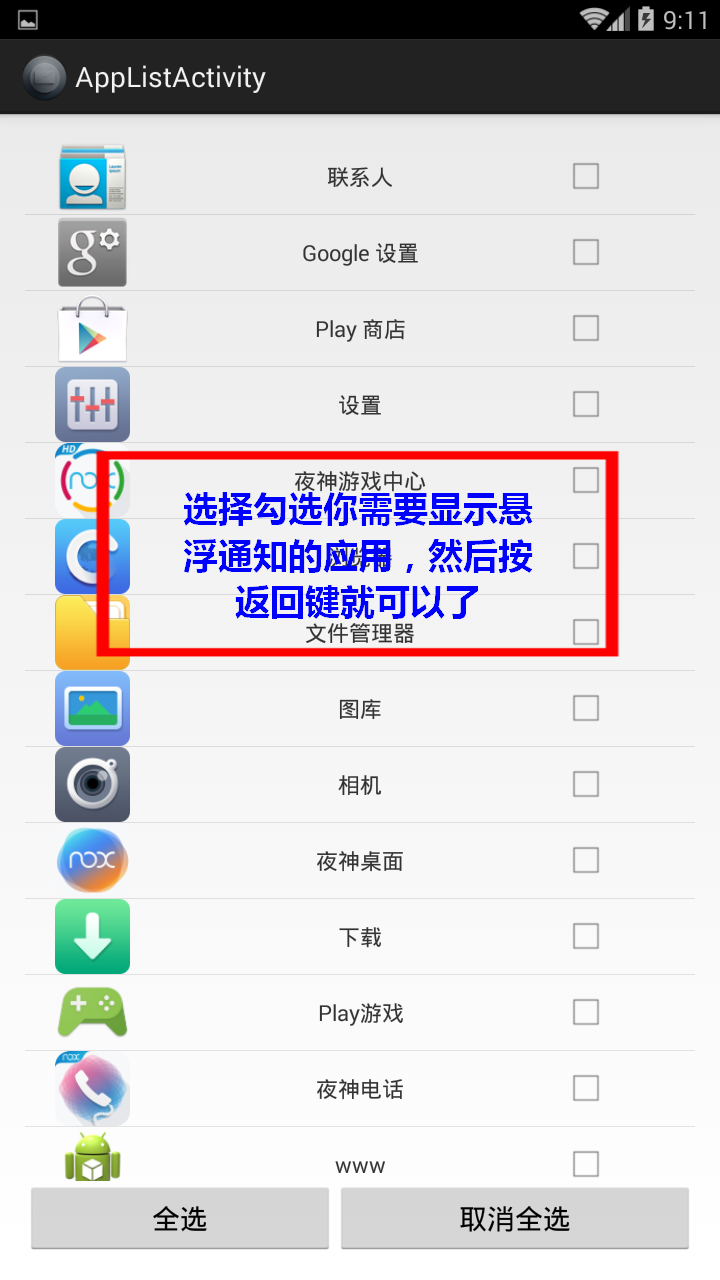 9:11
AppListActivity
联系人
Google 设置
Play 商店
设置
HD
nox
夜神游戏中心
选择勾选你需要显示悬
浮通知的应用，然后按
返回键就可以了
文件管理器
图库
相机
nox
夜神桌面
下载
Play游戏
nox
夜神电话
www
全选
取消全选